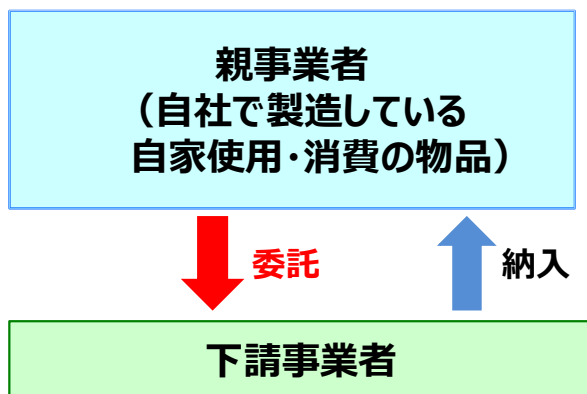 親事業者
（自社で製造している
自家使用・消費の物品）
委託
納入
下請事業者